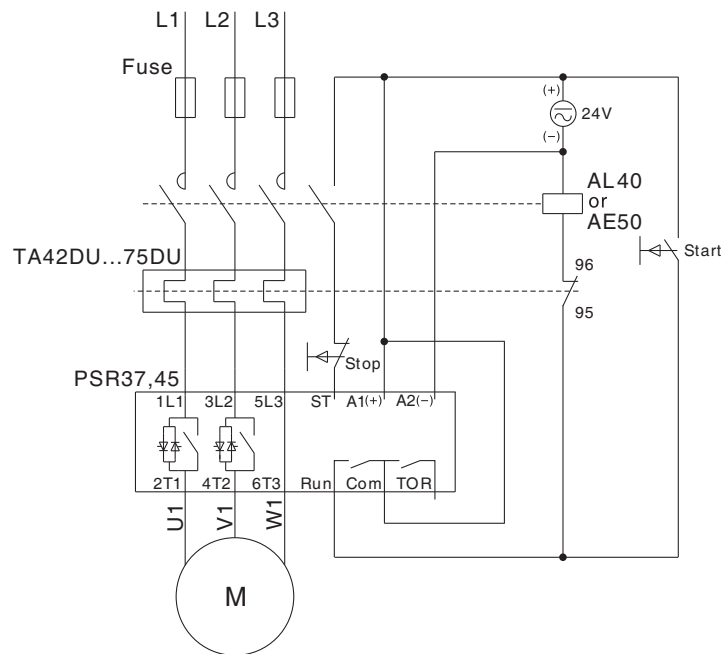 L1 L2 L3
Fuse
(+)
24V
(−)
AL40
or
AE50
TA42DU...75DU
Start
96
95
Stop
PSR37,45
1L1 3L2 5L3 ST A1(+) A2(−)
2T1 4T2 6T3 Run Com TOR
U1 V1 W1
M